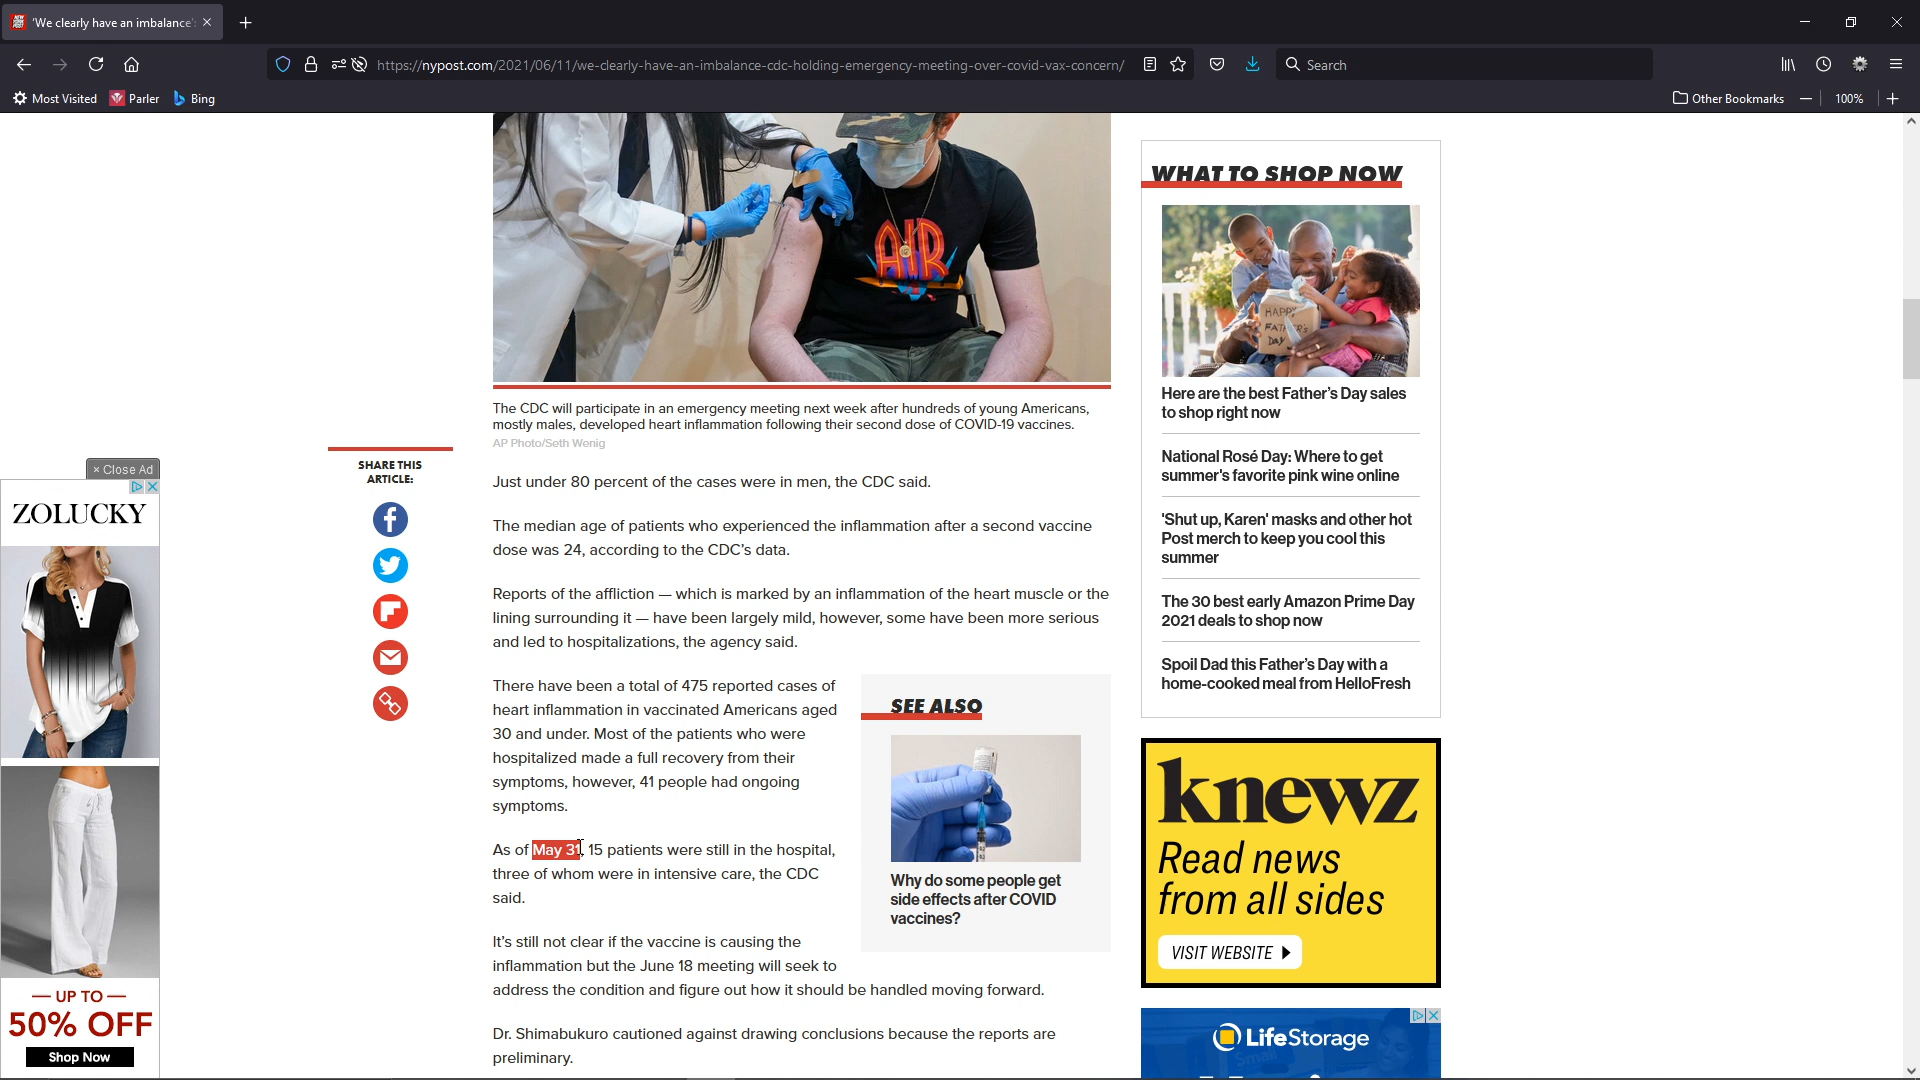 'We clearly have an imbalance':
https://nypost.com/2021/06/11/we-clearly-have-an-imbalance-cdc-holding-emergency-meeting-over-covid-vax-concern/
Search
Most Visited
Parler
Bing
Other Bookmarks
100%
AIR
The CDC will participate in an emergency meeting next week after hundreds of young Americans,
mostly males, developed heart inflammation following their second dose of COVID-19 vaccines.
AP Photo/Seth Wenig
SHARE THIS
ARTICLE:
Just under 80 percent of the cases were in men, the CDC said.
The median age of patients who experienced the inflammation after a second vaccine
dose was 24, according to the CDC's data.
Reports of the affliction — which is marked by an inflammation of the heart muscle or the
lining surrounding it — have been largely mild, however, some have been more serious
and led to hospitalizations, the agency said.
There have been a total of 475 reported cases of
heart inflammation in vaccinated Americans aged
30 and under. Most of the patients who were
hospitalized made a full recovery from their
symptoms, however, 41 people had ongoing
symptoms.
As of May 31, 15 patients were still in the hospital,
three of whom were in intensive care, the CDC
said.
It's still not clear if the vaccine is causing the
inflammation but the June 18 meeting will seek to
address the condition and figure out how it should be handled moving forward.
Dr. Shimabukuro cautioned against drawing conclusions because the reports are
preliminary.
SEE ALSO
Why do some people get
side effects after COVID
vaccines?
× Close Ad
ZOLUCKY
— UP TO —
50% OFF
Shop Now
WHAT TO SHOP NOW
HAPPY
FATHER'S
DAY
Here are the best Father's Day sales
to shop right now
National Rosé Day: Where to get
summer's favorite pink wine online
'Shut up, Karen' masks and other hot
Post merch to keep you cool this
summer
The 30 best early Amazon Prime Day
2021 deals to shop now
Spoil Dad this Father's Day with a
home-cooked meal from HelloFresh
knewz
Read news
from all sides
VISIT WEBSITE
LifeStorage